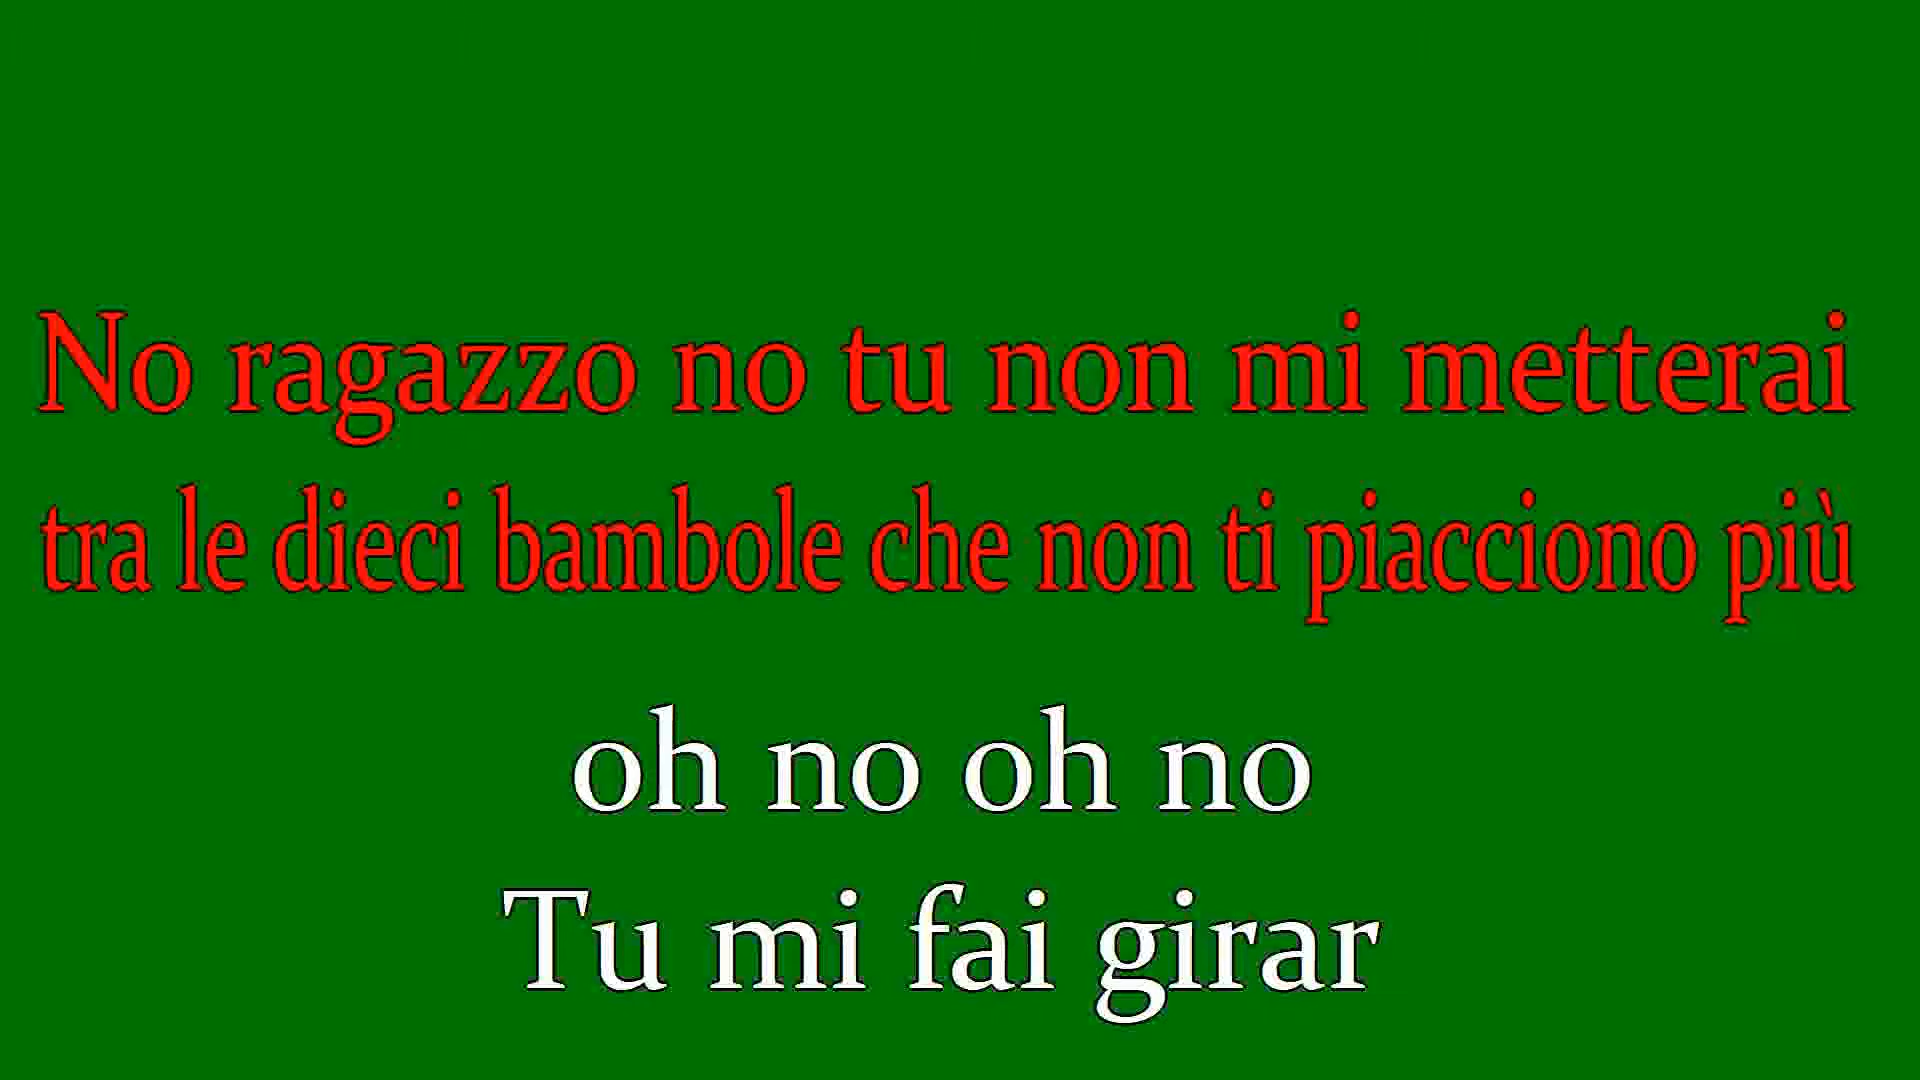 No ragazzo no tu non mi metterai
tra le dieci bambole che non ti piacciono più
oh no oh no
Tu mi fai girar